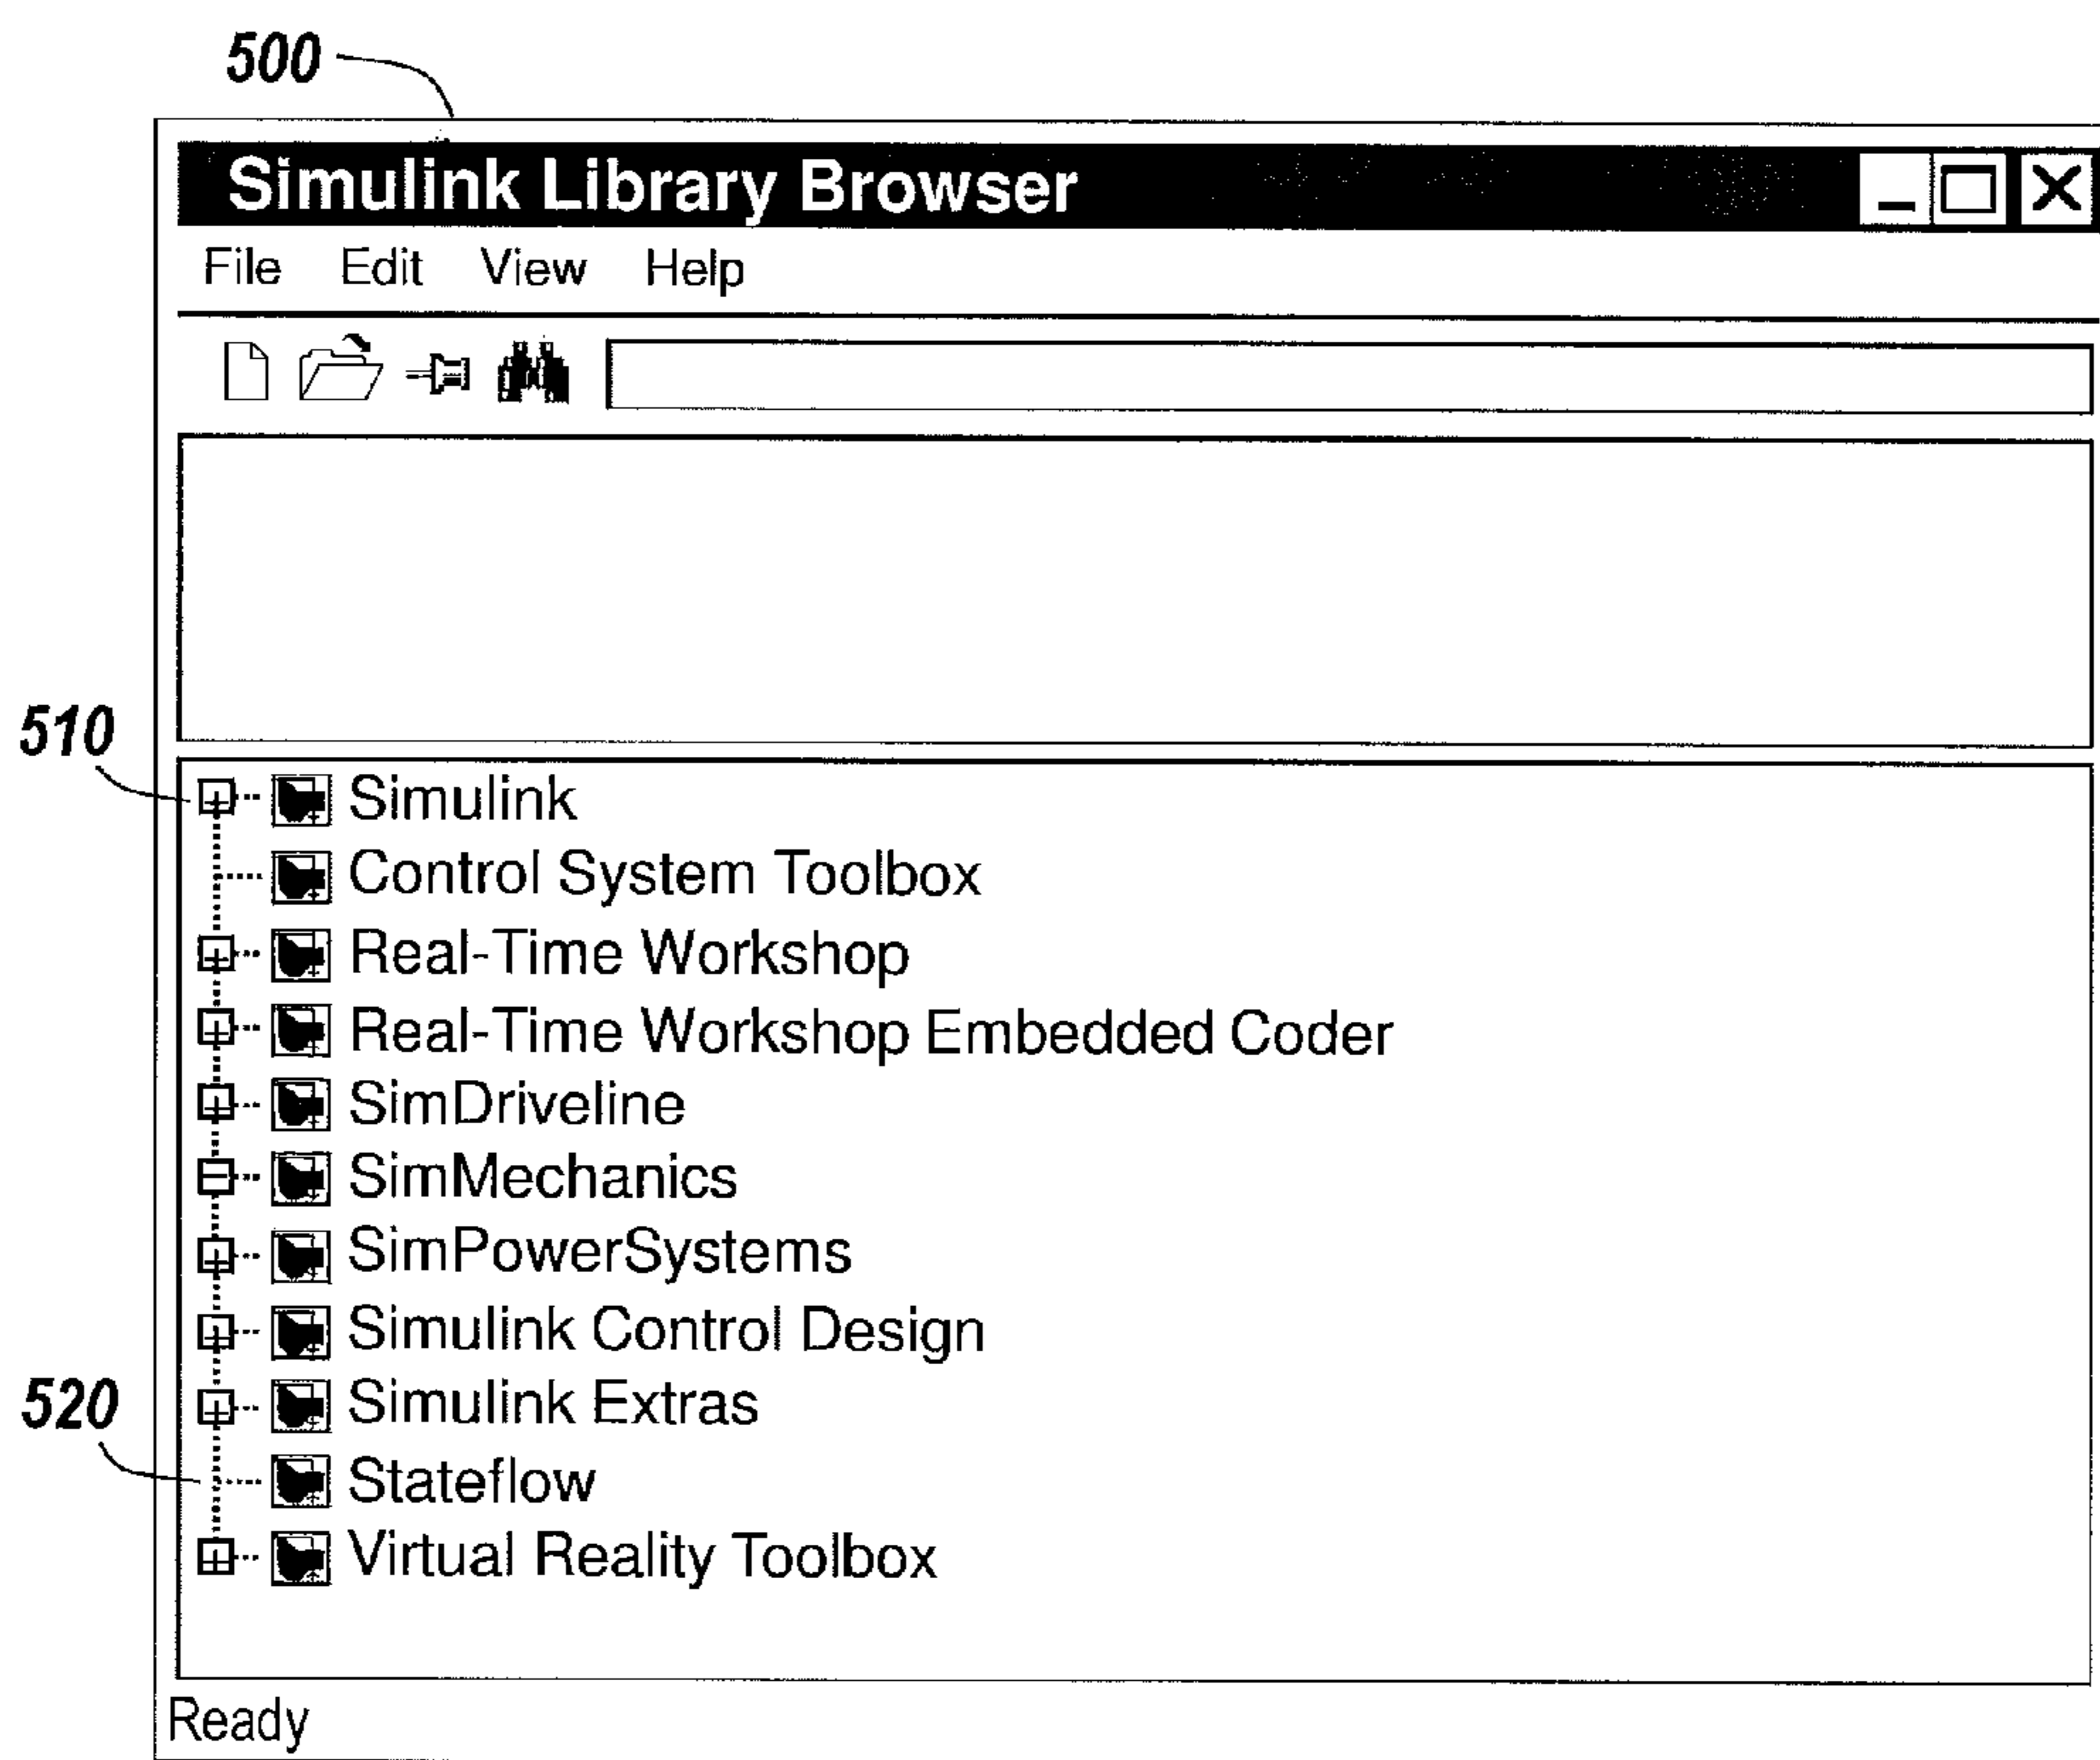 500
Simulink Library Browser
File Edit View Help
510
Simulink
Control System Toolbox
Real-Time Workshop
Real-Time Workshop Embedded Coder
SimDriveline
SimMechanics
SimPowerSystems
Simulink Control Design
520
Simulink Extras
Stateflow
Virtual Reality Toolbox
Ready